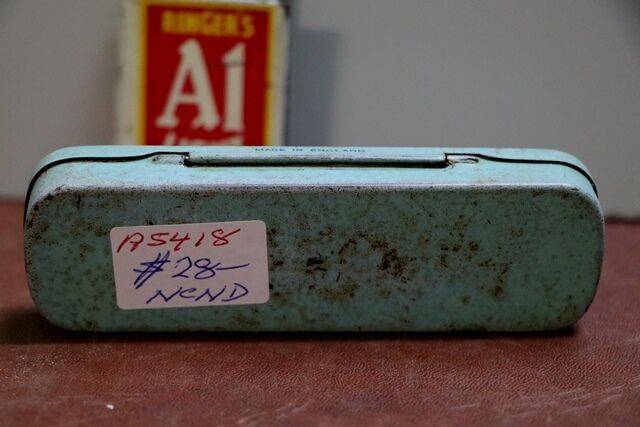 RINGER'S
A1
MADE IN ENGLAND
A5418
#28-
NCND